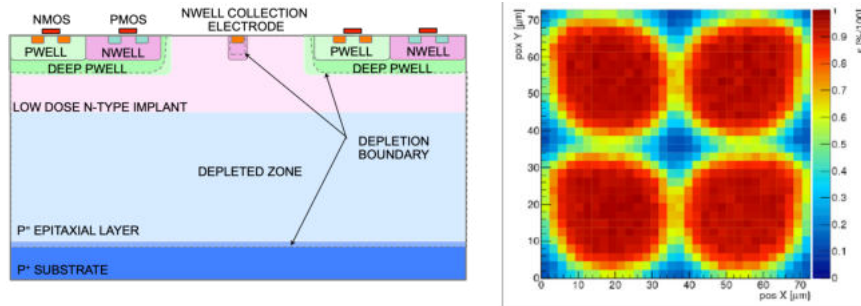 NMOS PMOS NWELL COLLECTION
ELECTRODE
PWELL NWELL PWELL NWELL
DEEP PWELL DEEP PWELL
LOW DOSE N-TYPE IMPLANT
DEPLETION
BOUNDARY
DEPLETED ZONE
P⁺ EPITAXIAL LAYER
P⁺ SUBSTRATE
pos Y [μm]
70
60
50
40
30
20
10
0
0 10 20 30 40 50 60 70
pos X [μm]
ε [%/100]
1
0.9
0.8
0.7
0.6
0.5
0.4
0.3
0.2
0.1
0